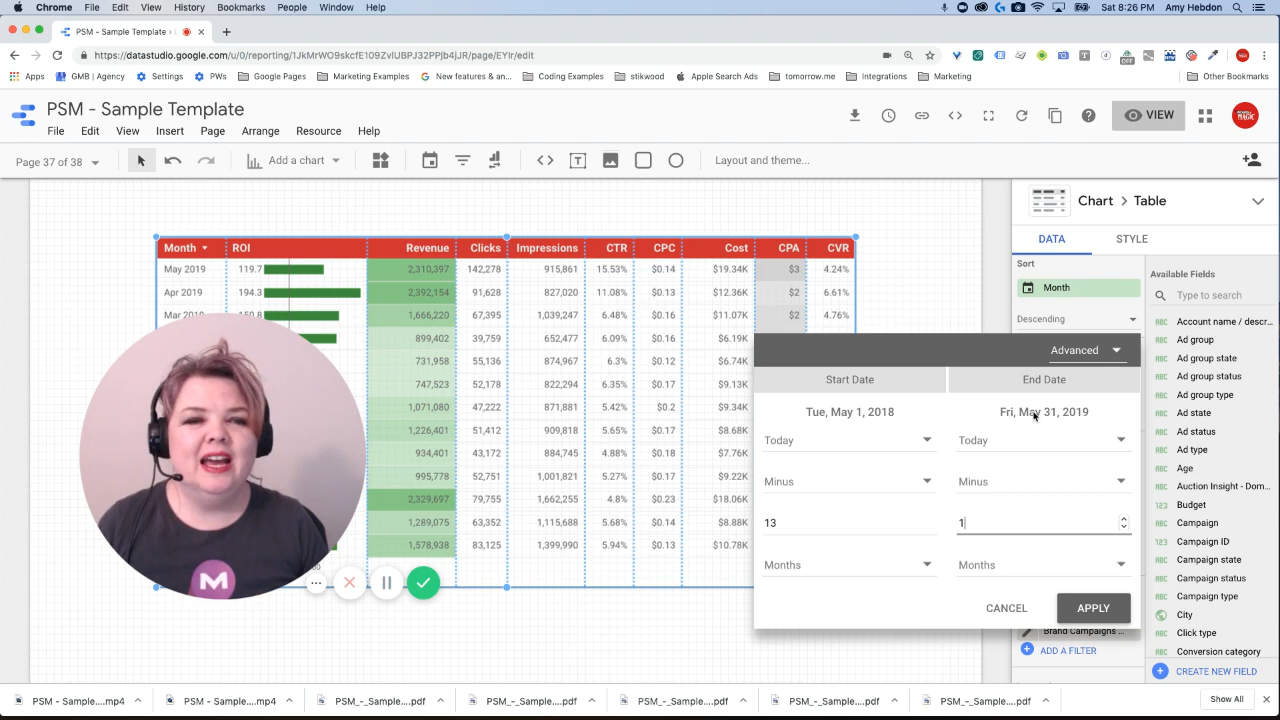 Chrome File Edit View History Bookmarks People Window Help Sat 8:26 PM Amy Hebdon
PSM - Sample Template ›
https://datastudio.google.com/u/0/reporting/1JkMrWO9skcfE109ZvlUBPJ32PPjb4jJR/page/EYIr/edit
Apps GMB | Agency Settings PWs Google Pages Marketing Examples New features & an... Coding Examples stikwood Apple Search Ads tomorrow.me Integrations Marketing Other Bookmarks
PSM - Sample Template
VIEW
File Edit View Insert Page Arrange Resource Help
Page 37 of 38 Add a chart Layout and theme...
Chart > Table
DATA STYLE
Sort
Month
Descending
Available Fields
Type to search
ABC Account name / descr...
ABC Ad group
ABC Ad group state
ABC Ad group status
ABC Ad group type
ABC Ad state
ABC Ad status
ABC Ad type
ABC Age
ABC Auction Insight - Dom...
123 Budget
ABC Campaign
123 Campaign ID
ABC Campaign state
ABC Campaign status
ABC Campaign type
City
ABC Click type
ABC Conversion category
CREATE NEW FIELD
Month ROI Revenue Clicks Impressions CTR CPC Cost CPA CVR
May 2019 119.7 2,310,397 142,278 915,861 15.53% $0.14 $19.34K $3 4.24%
Apr 2019 194.3 2,392,154 91,628 827,020 11.08% $0.13 $12.36K $2 6.61%
Mar 1,666,220 67,395 1,039,247 6.48% $0.16 $11.07K $2 4.76%
899,402 39,759 652,477 6.09% $0.16 $6.19K
731,958 55,136 874,967 6.3% $0.12 $6.74K
747,523 52,178 822,294 6.35% $0.17 $9.13K
1,071,080 47,222 871,881 5.42% $0.2 $9.34K
1,226,401 51,412 909,818 5.65% $0.17 $8.68K
934,401 43,172 884,745 4.88% $0.18 $7.76K
995,778 52,751 1,001,821 5.27% $0.17 $9.22K
2,329,697 79,755 1,662,255 4.8% $0.23 $18.06K
1,289,075 63,352 1,115,688 5.68% $0.14 $8.88K
1,578,938 83,125 1,399,990 5.94% $0.13 $10.78K
Advanced
Start Date End Date
Tue, May 1, 2018 Fri, May 31, 2019
Today Today
Minus Minus
13 1
Months Months
CANCEL APPLY
Brand Campaigns ...
ADD A FILTER
PSM - Sample....mp4 PSM - Sample....mp4 PSM_-_Sample....pdf PSM_-_Sample....pdf PSM_-_Sample....pdf PSM_-_Sample....pdf PSM_-_Sample....pdf Show All